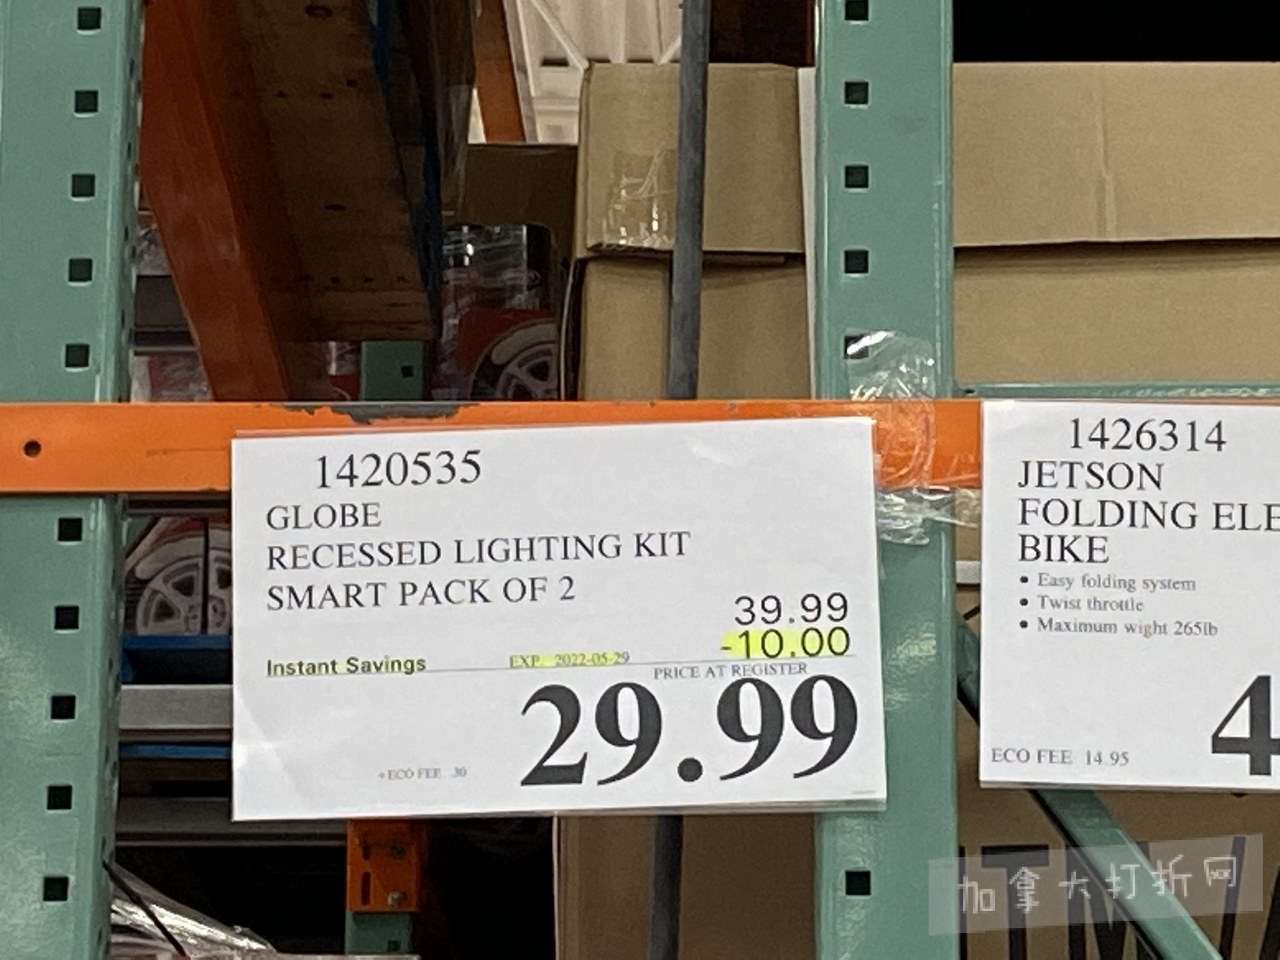 1420535
GLOBE
RECESSED LIGHTING KIT
SMART PACK OF 2
39.99
-10.00
Instant Savings EXP. 2022-05-29
PRICE AT REGISTER
29.99
+ECO FEE .30
1426314
JETSON
FOLDING ELE
BIKE
• Easy folding system
• Twist throttle
• Maximum wight 265lb
4
ECO FEE 14.95
加拿大打折网